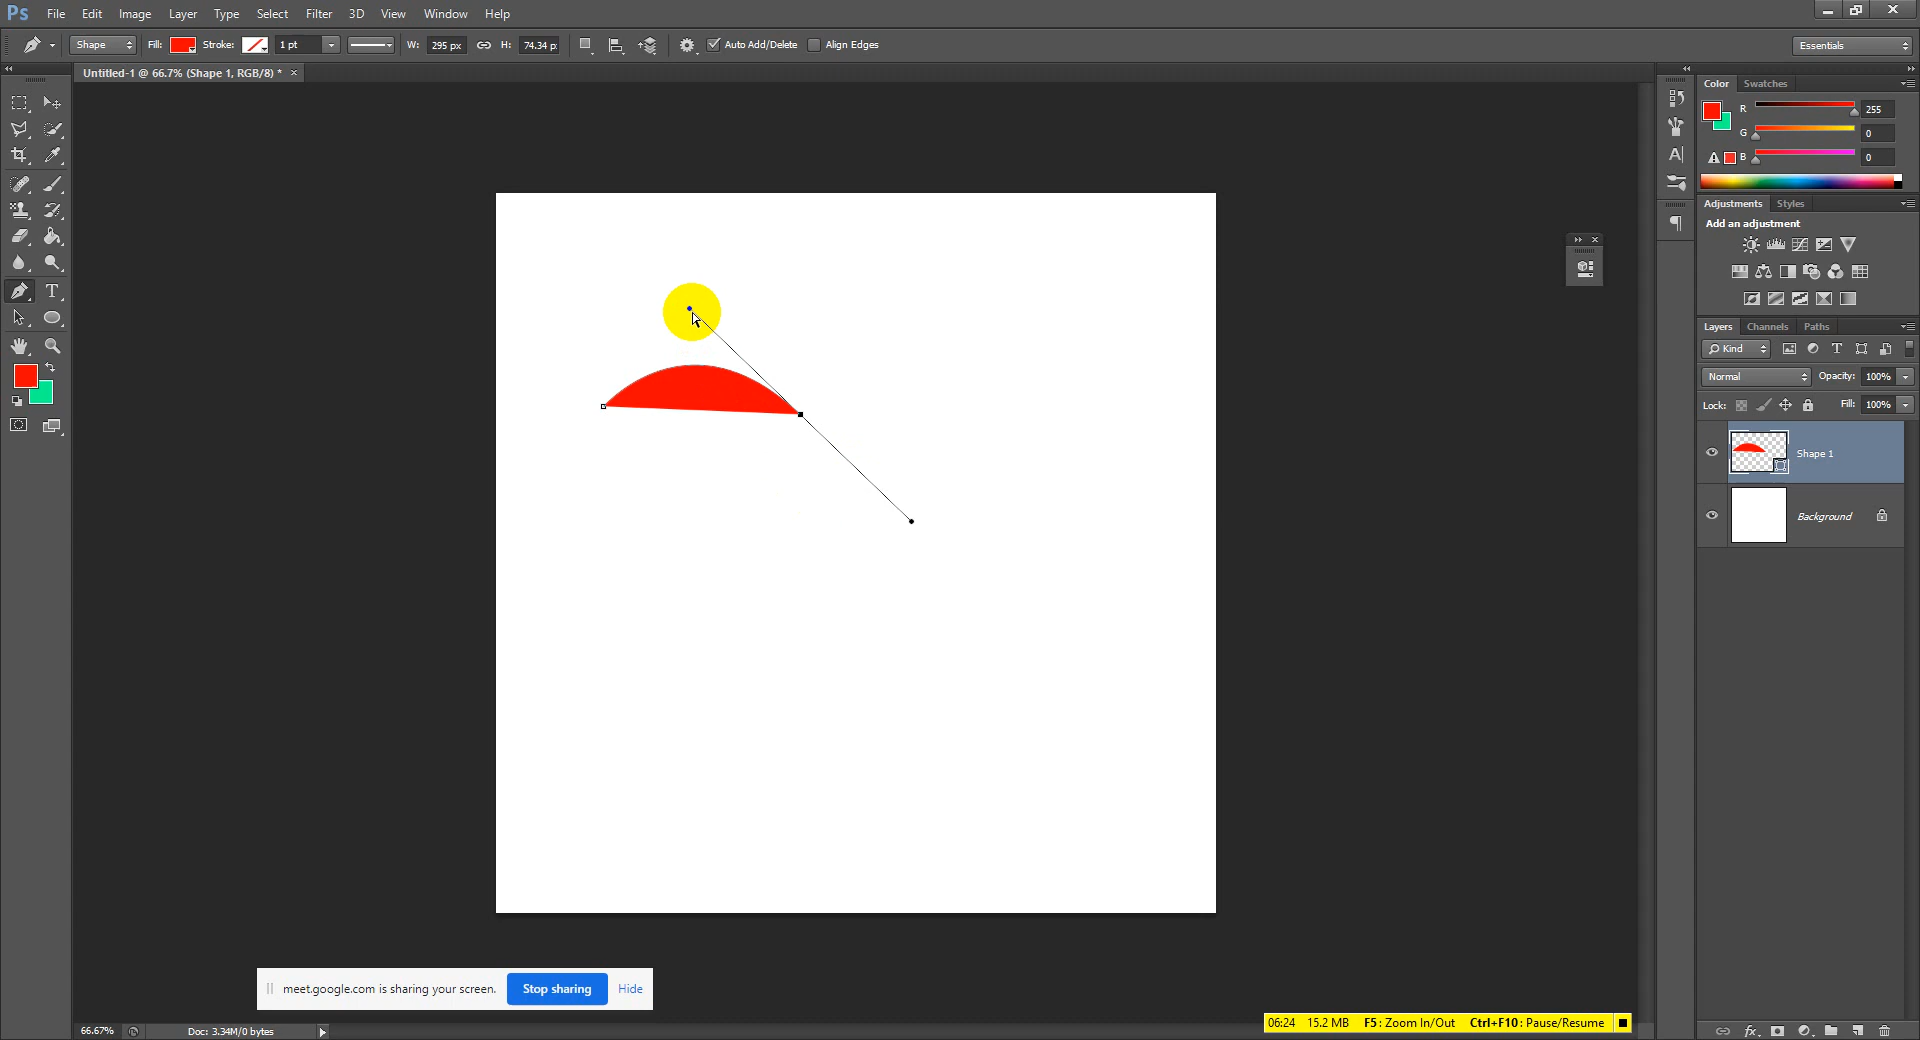 Ps File Edit Image Layer Type Select Filter 3D View Window Help
Shape Fill: Stroke: 1 pt W: 295 px H: 74.34 p: Auto Add/Delete Align Edges Essentials
Untitled-1 @ 66.7% (Shape 1, RGB/8) * ×
Color Swatches
R 255
G 0
B 0
Adjustments Styles
Add an adjustment
Layers Channels Paths
Kind
Normal Opacity: 100%
Lock: Fill: 100%
Shape 1
Background
meet.google.com is sharing your screen. Stop sharing Hide
06:24 15.2 MB F5: Zoom In/Out Ctrl+F10: Pause/Resume
66.67% Doc: 3.34M/0 bytes